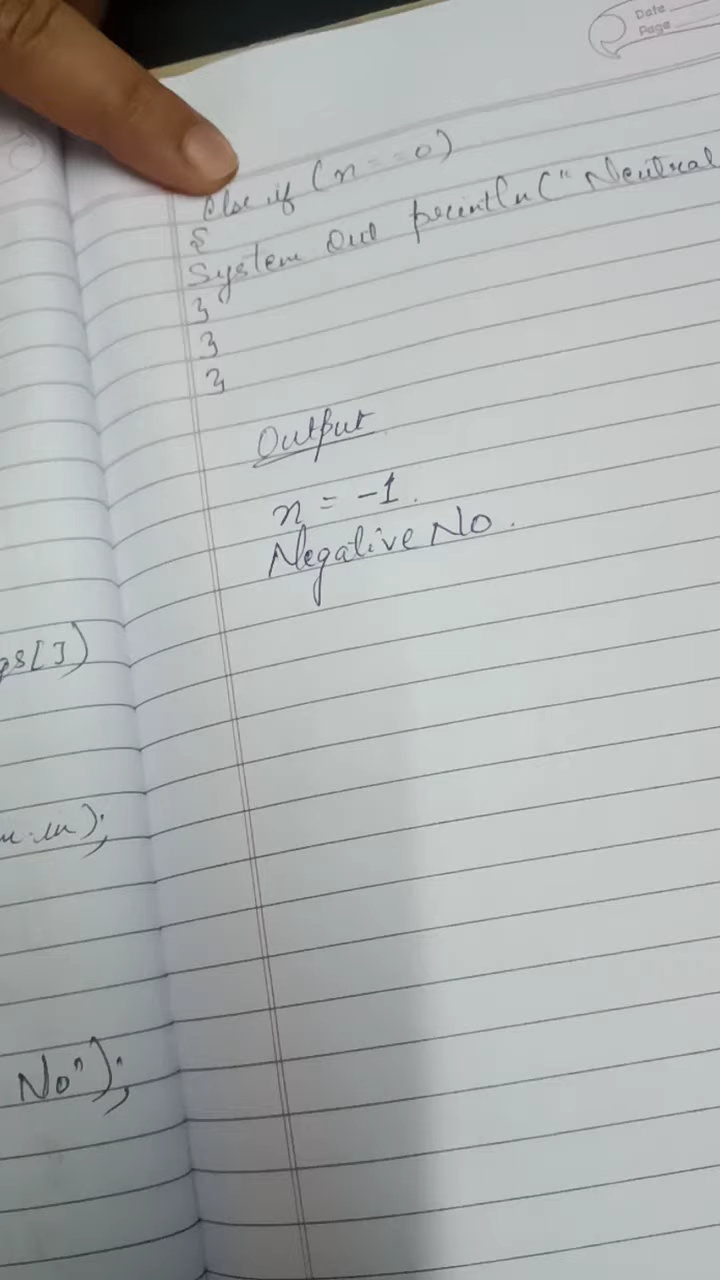 Date
Page
else if (n==0)
{
System out println("Neutral
}
}
}
Output
n = -1.
Negative No.
gs[])
in);
No");